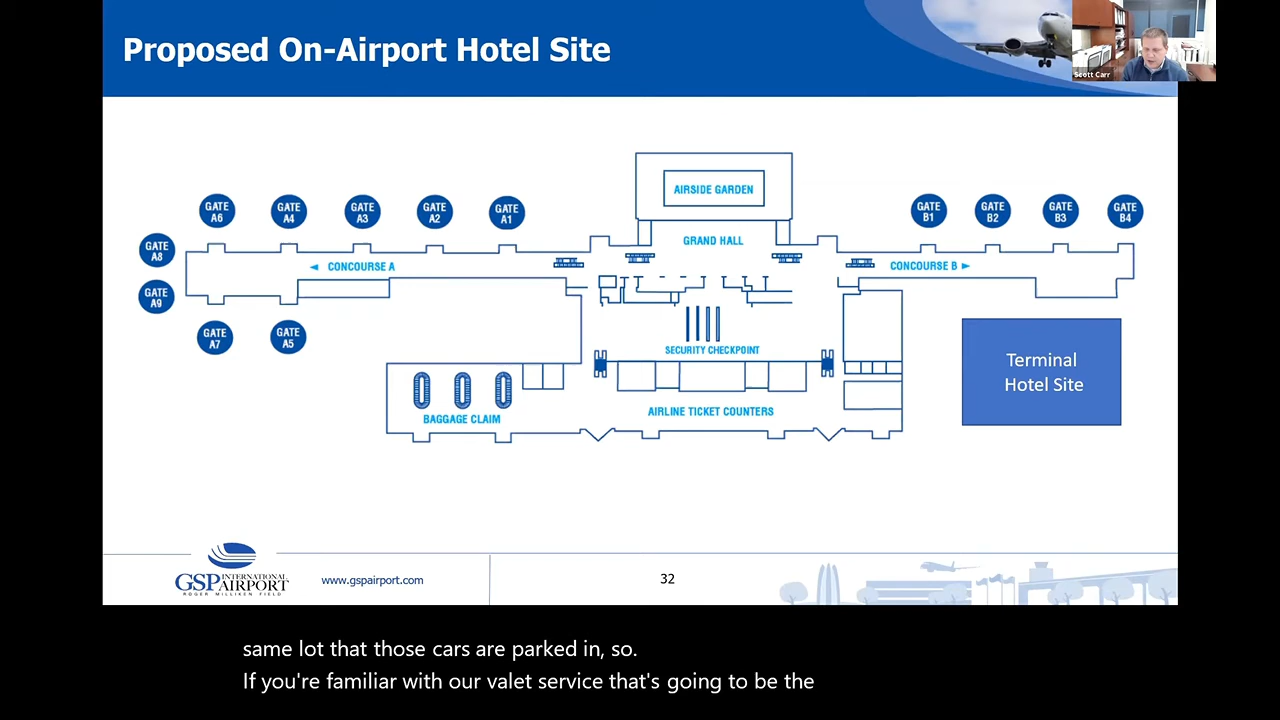 Proposed On-Airport Hotel Site
Scott Carr
AIRSIDE GARDEN
GATE A6
GATE A4
GATE A3
GATE A2
GATE A1
GATE B1
GATE B2
GATE B3
GATE B4
GRAND HALL
GATE A8
CONCOURSE A
CONCOURSE B
GATE A9
GATE A7
GATE A5
SECURITY CHECKPOINT
Terminal
Hotel Site
BAGGAGE CLAIM
AIRLINE TICKET COUNTERS
GSP INTERNATIONAL
AIRPORT
ROGER MILLIKEN FIELD
www.gspairport.com
32
same lot that those cars are parked in, so.
If you're familiar with our valet service that's going to be the